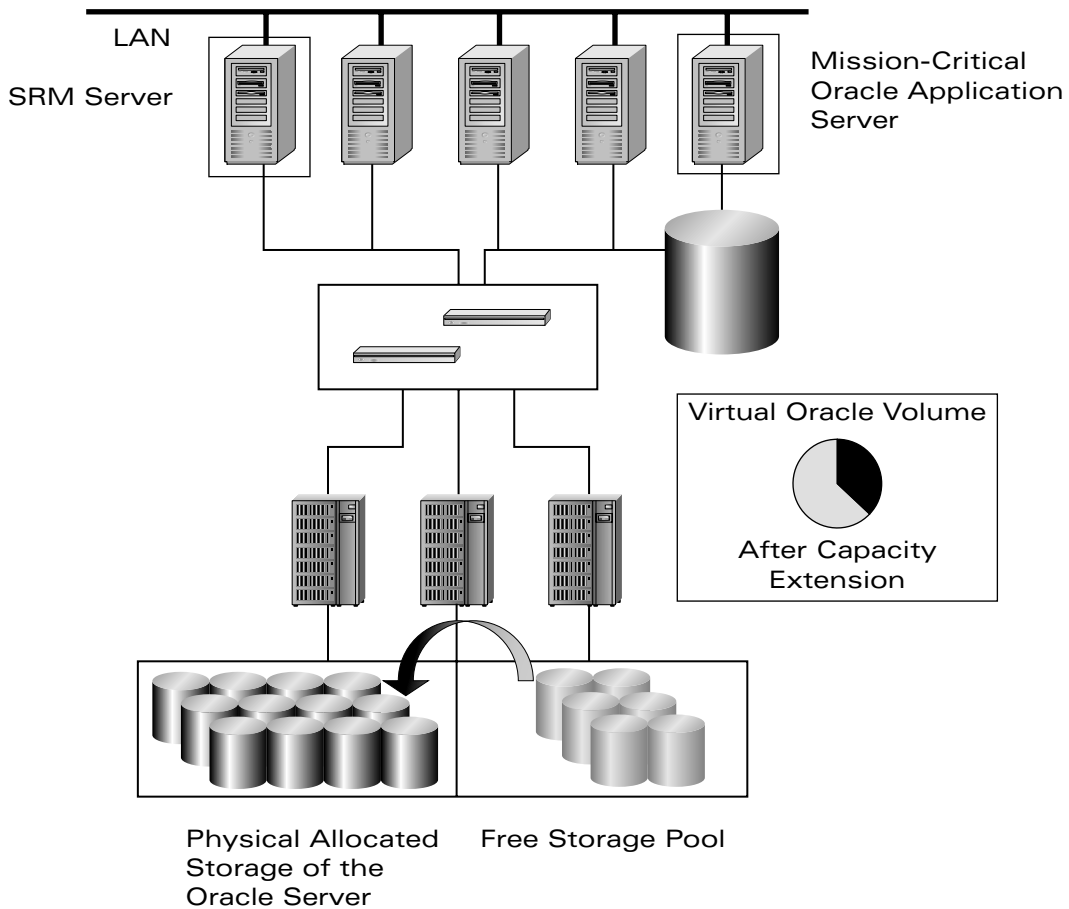 LAN
SRM Server
Mission-Critical
Oracle Application
Server
Virtual Oracle Volume
After Capacity
Extension
Physical Allocated
Storage of the
Oracle Server
Free Storage Pool